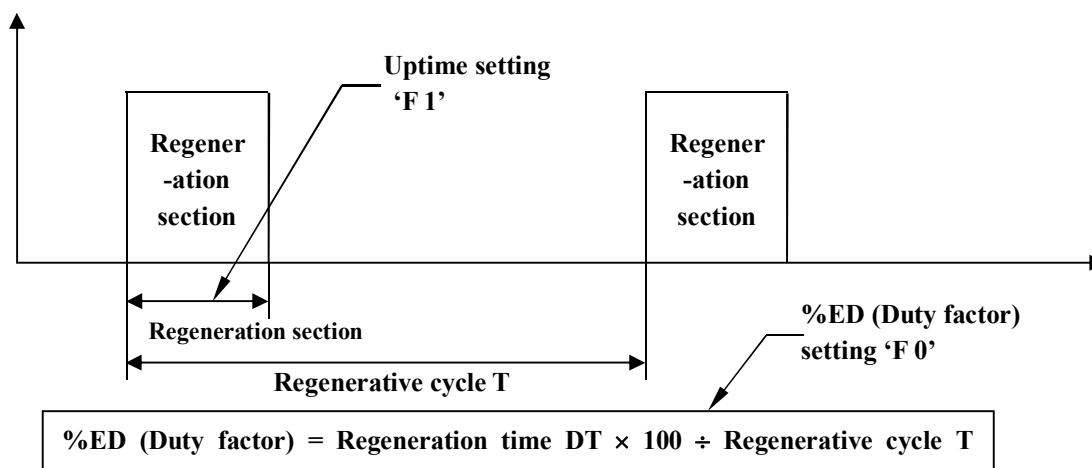 Uptime setting
‘F 1’
Regener
-ation
section
Regener
-ation
section
Regeneration section
%ED (Duty factor)
setting ‘F 0’
Regenerative cycle T
%ED (Duty factor) = Regeneration time DT × 100 ÷ Regenerative cycle T